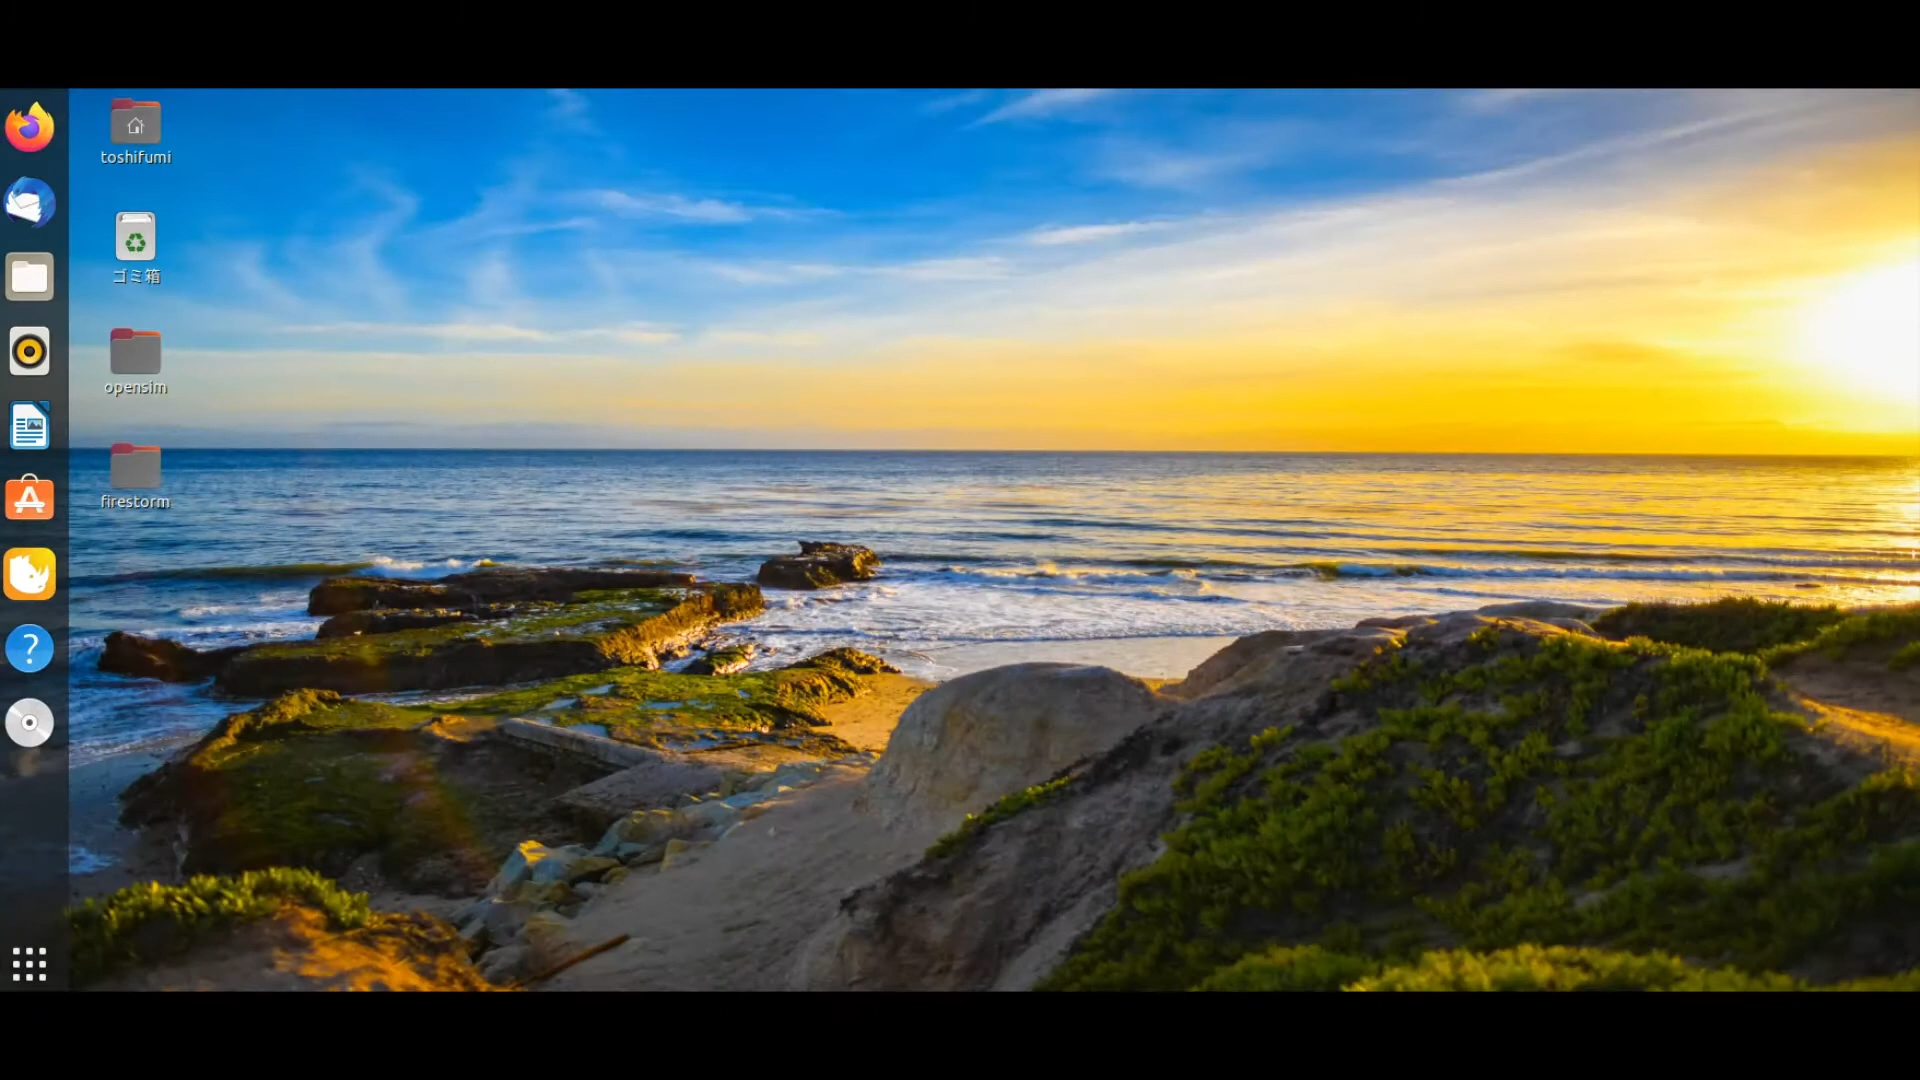 toshifumi
ゴミ箱
opensim
firestorm